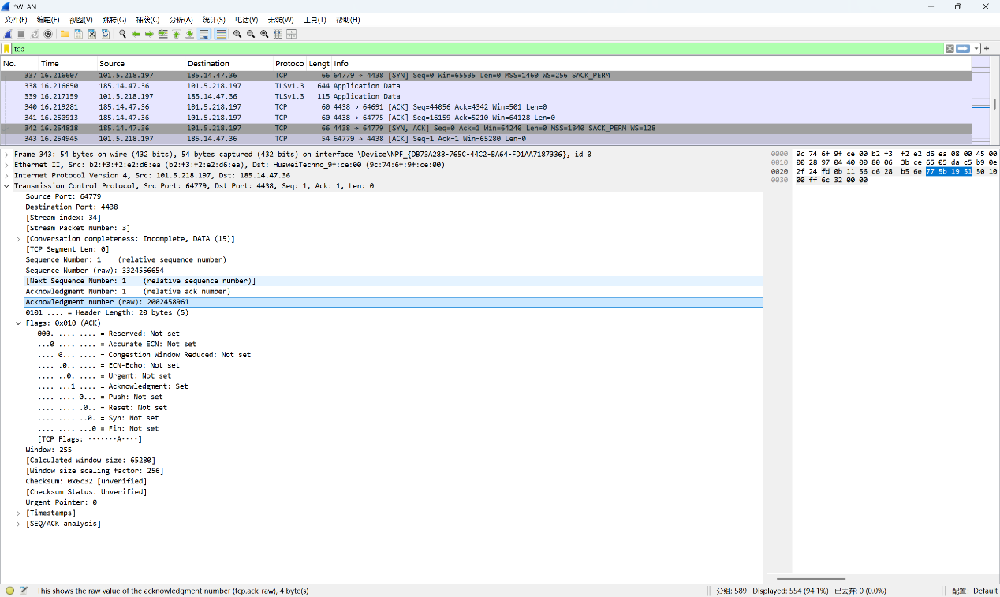 *WLAN
文件(F) 编辑(E) 视图(V) 跳转(G) 捕获(C) 分析(A) 统计(S) 电话(Y) 无线(W) 工具(T) 帮助(H)
tcp
No. Time Source Destination Protoco Lengt Info
337 16.216607 101.5.218.197 185.14.47.36 TCP 66 64779 → 4438 [SYN] Seq=0 Win=65535 Len=0 MSS=1460 WS=256 SACK_PERM
338 16.216650 101.5.218.197 185.14.47.36 TLSv1.3 644 Application Data
339 16.217159 101.5.218.197 185.14.47.36 TLSv1.3 115 Application Data
340 16.219281 185.14.47.36 101.5.218.197 TCP 60 4438 → 64691 [ACK] Seq=44056 Ack=4342 Win=501 Len=0
341 16.250913 185.14.47.36 101.5.218.197 TCP 60 4438 → 64775 [ACK] Seq=16159 Ack=5210 Win=64128 Len=0
342 16.254818 185.14.47.36 101.5.218.197 TCP 66 4438 → 64779 [SYN, ACK] Seq=0 Ack=1 Win=64240 Len=0 MSS=1340 SACK_PERM WS=128
343 16.254945 101.5.218.197 185.14.47.36 TCP 54 64779 → 4438 [ACK] Seq=1 Ack=1 Win=65280 Len=0
Frame 343: 54 bytes on wire (432 bits), 54 bytes captured (432 bits) on interface \Device\NPF_{DB73A288-765C-44C2-BA64-FD1AA7187336}, id 0
Ethernet II, Src: b2:f3:f2:e2:d6:ea (b2:f3:f2:e2:d6:ea), Dst: HuaweiTechno_9f:ce:00 (9c:74:6f:9f:ce:00)
Internet Protocol Version 4, Src: 101.5.218.197, Dst: 185.14.47.36
Transmission Control Protocol, Src Port: 64779, Dst Port: 4438, Seq: 1, Ack: 1, Len: 0
Source Port: 64779
Destination Port: 4438
[Stream index: 34]
[Stream Packet Number: 3]
[Conversation completeness: Incomplete, DATA (15)]
[TCP Segment Len: 0]
Sequence Number: 1 (relative sequence number)
Sequence Number (raw): 3324556654
[Next Sequence Number: 1 (relative sequence number)]
Acknowledgment Number: 1 (relative ack number)
Acknowledgment number (raw): 2002458961
0101 .... = Header Length: 20 bytes (5)
Flags: 0x010 (ACK)
000. .... .... = Reserved: Not set
...0 .... .... = Accurate ECN: Not set
.... 0... .... = Congestion Window Reduced: Not set
.... .0.. .... = ECN-Echo: Not set
.... ..0. .... = Urgent: Not set
.... ...1 .... = Acknowledgment: Set
.... .... 0... = Push: Not set
.... .... .0.. = Reset: Not set
.... .... ..0. = Syn: Not set
.... .... ...0 = Fin: Not set
[TCP Flags: ·······A····]
Window: 255
[Calculated window size: 65280]
[Window size scaling factor: 256]
Checksum: 0x6c32 [unverified]
[Checksum Status: Unverified]
Urgent Pointer: 0
[Timestamps]
[SEQ/ACK analysis]
0000 9c 74 6f 9f ce 00 b2 f3 f2 e2 d6 ea 08 00 45 00
0010 00 28 97 04 40 00 80 06 3b ce 65 05 da c5 b9 0e
0020 2f 24 fd 0b 11 56 c6 28 b5 6e 77 5b 19 51 50 10
0030 00 ff 6c 32 00 00
This shows the raw value of the acknowledgment number (tcp.ack_raw), 4 byte(s)
分组: 589 · Displayed: 554 (94.1%) · 已丢弃: 0 (0.0%)
配置: Default